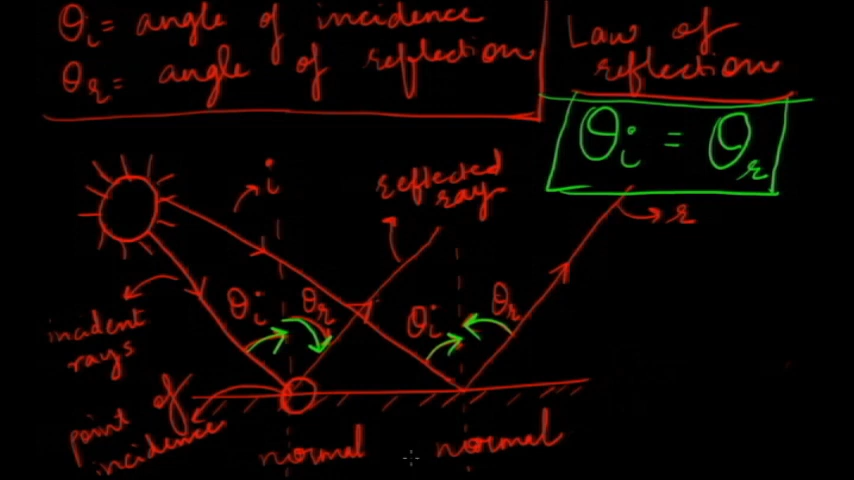 θi = angle of incidence
θr = angle of reflection
Law of
reflection
θi = θr
i
reflected
ray
r
incident
rays
θi
θr
θi
θr
point of
incidence
normal
normal